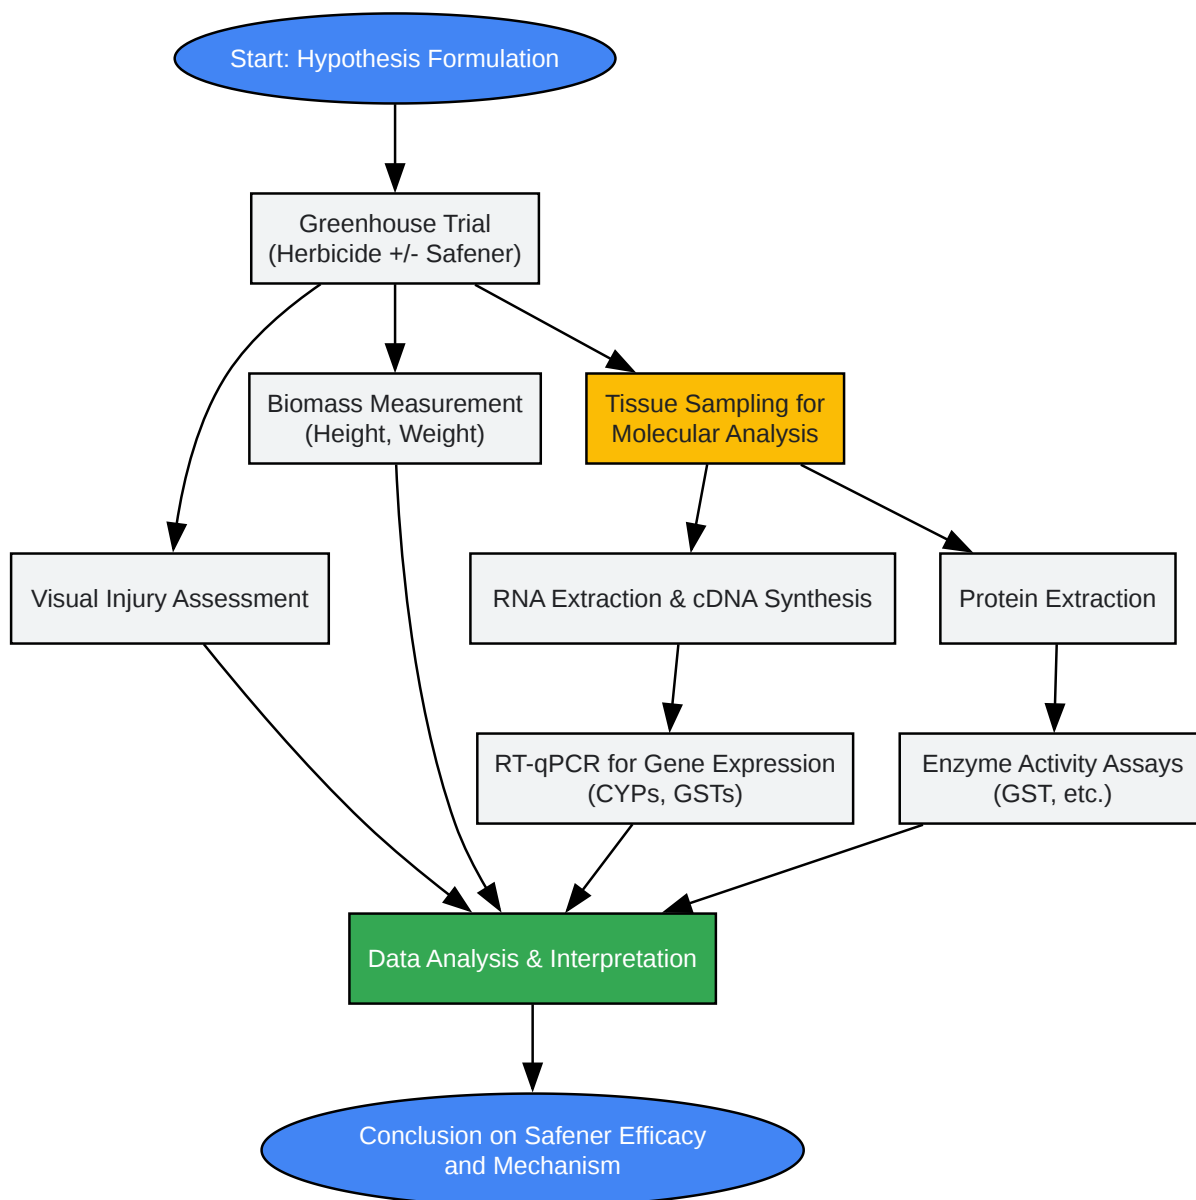 Start: Hypothesis Formulation
Greenhouse Trial
(Herbicide +/- Safener)
Biomass Measurement
(Height, Weight)
Tissue Sampling for
Molecular Analysis
Visual Injury Assessment
RNA Extraction & cDNA Synthesis
Protein Extraction
RT-qPCR for Gene Expression
(CYPs, GSTs)
Enzyme Activity Assays
(GST, etc.)
Data Analysis & Interpretation
Conclusion on Safener Efficacy
and Mechanism